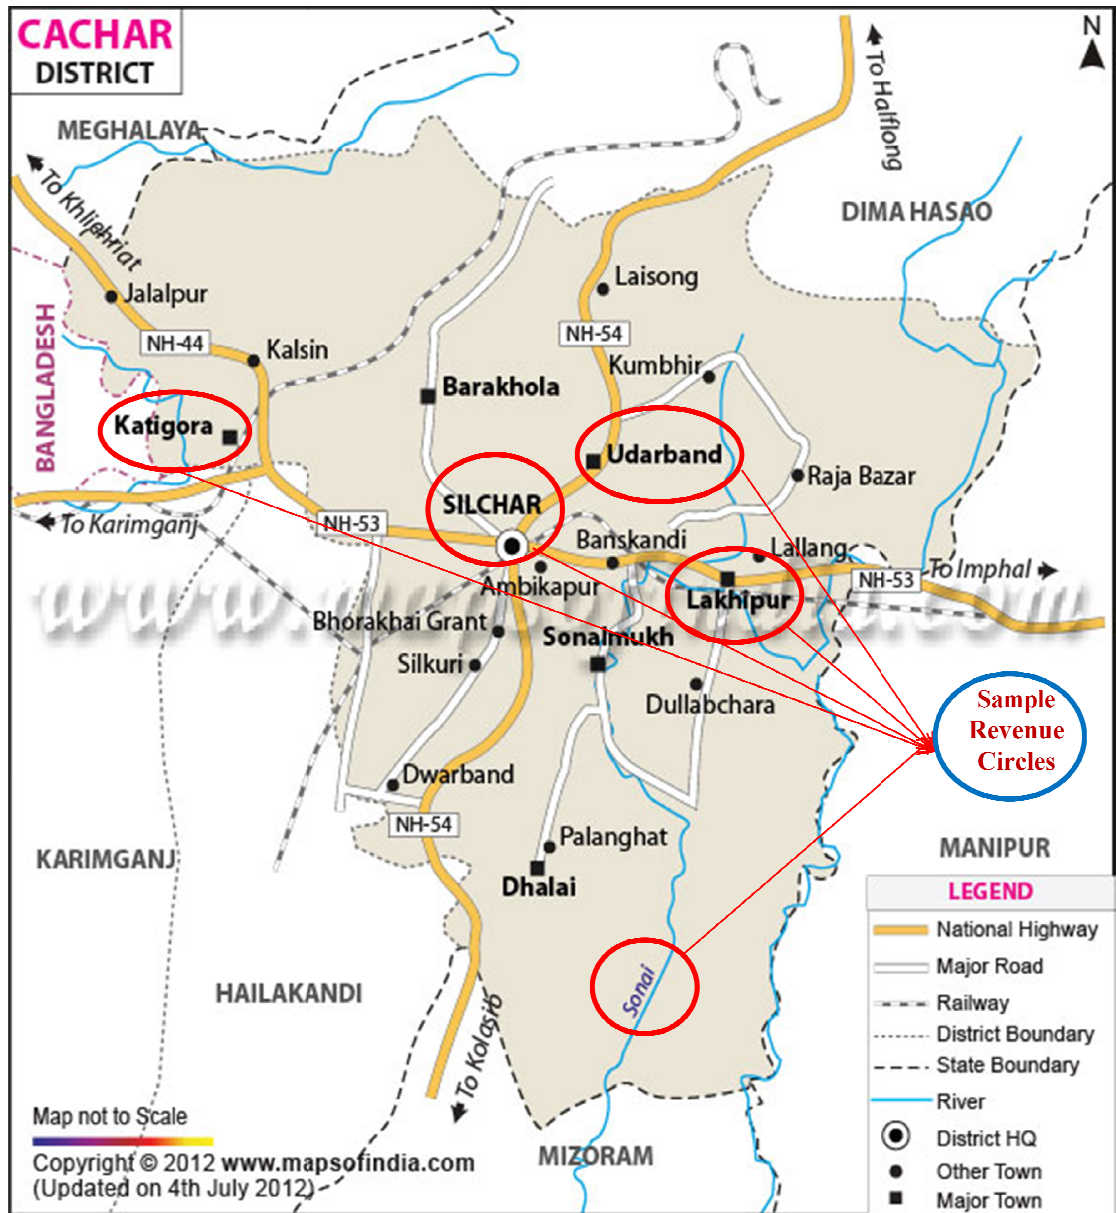 CACHAR
DISTRICT
N
To Halflong
MEGHALAYA
To Khliehriat
DIMA HASAO
Jalalpur
Laisong
BANGLADESH
NH-44
NH-54
Kalsin
Kumbhir
Barakhola
Katigora
Udarband
Raja Bazar
SILCHAR
To Karimganj
NH-53
Banskandi
Lallang
To Imphal
NH-53
Ambikapur
Lakhipur
www.mapsofindia.com
Bhorakhai Grant
Sonaimukh
Silkuri
Dullabchara
Sample
Revenue
Circles
Dwarband
NH-54
Palanghat
KARIMGANJ
MANIPUR
Dhalai
LEGEND
National Highway
Major Road
Railway
District Boundary
State Boundary
River
District HQ
Other Town
Major Town
HAILAKANDI
Sonai
To Kolasib
Map not to Scale
Copyright © 2012 www.mapsofindia.com
(Updated on 4th July 2012)
MIZORAM